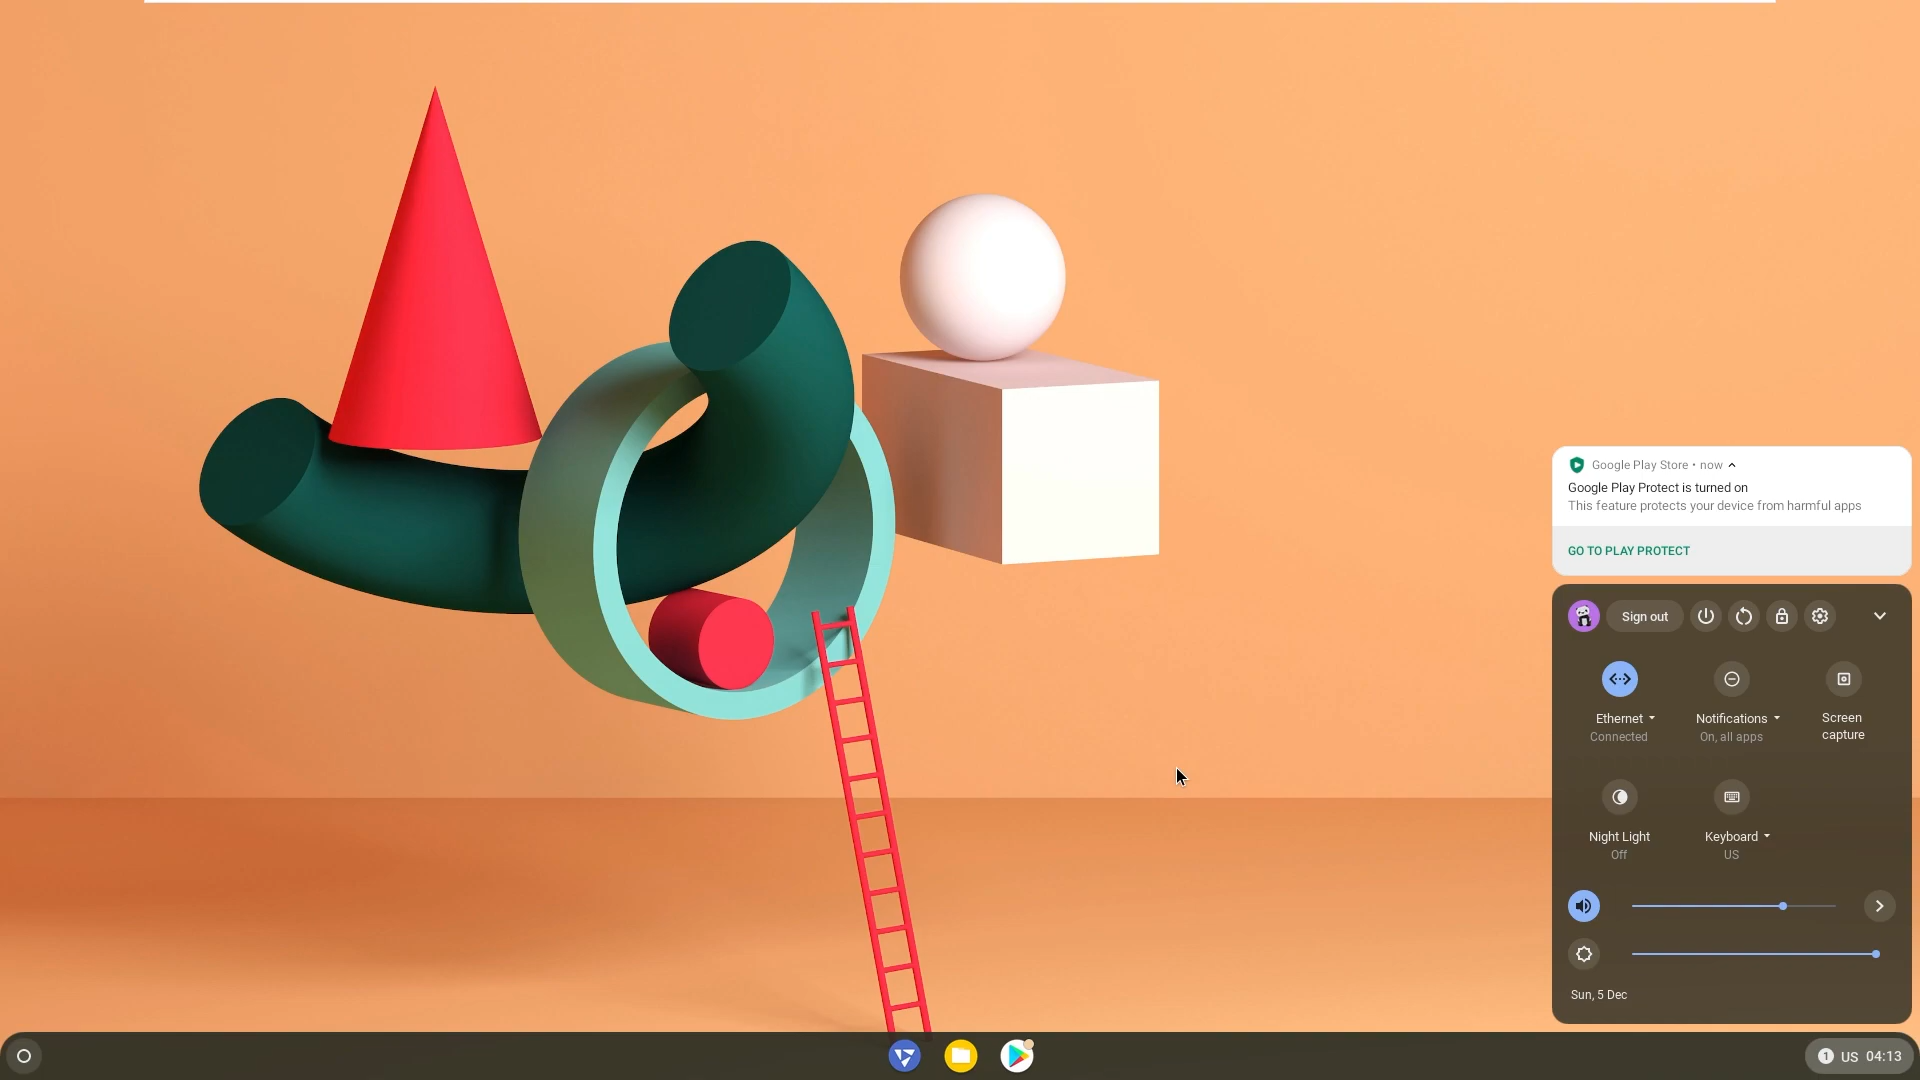 Google Play Store • now
Google Play Protect is turned on
This feature protects your device from harmful apps
GO TO PLAY PROTECT
Sign out
Ethernet
Connected
Notifications
On, all apps
Screen
capture
Night Light
Off
Keyboard
US
Sun, 5 Dec
1 US 04:13